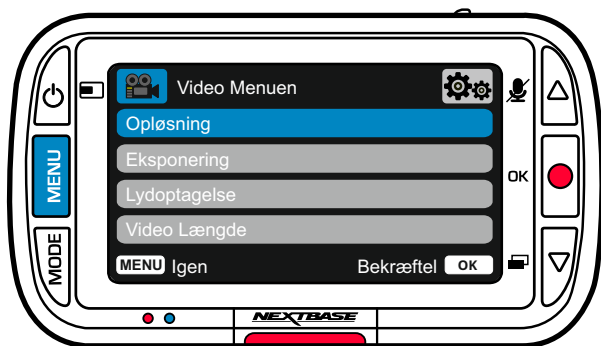 Video Menuen
Opløsning
Eksponering
Lydoptagelse
Video Længde
MENU Igen
Bekræftel OK
MENU
MODE
OK
NEXTBASE